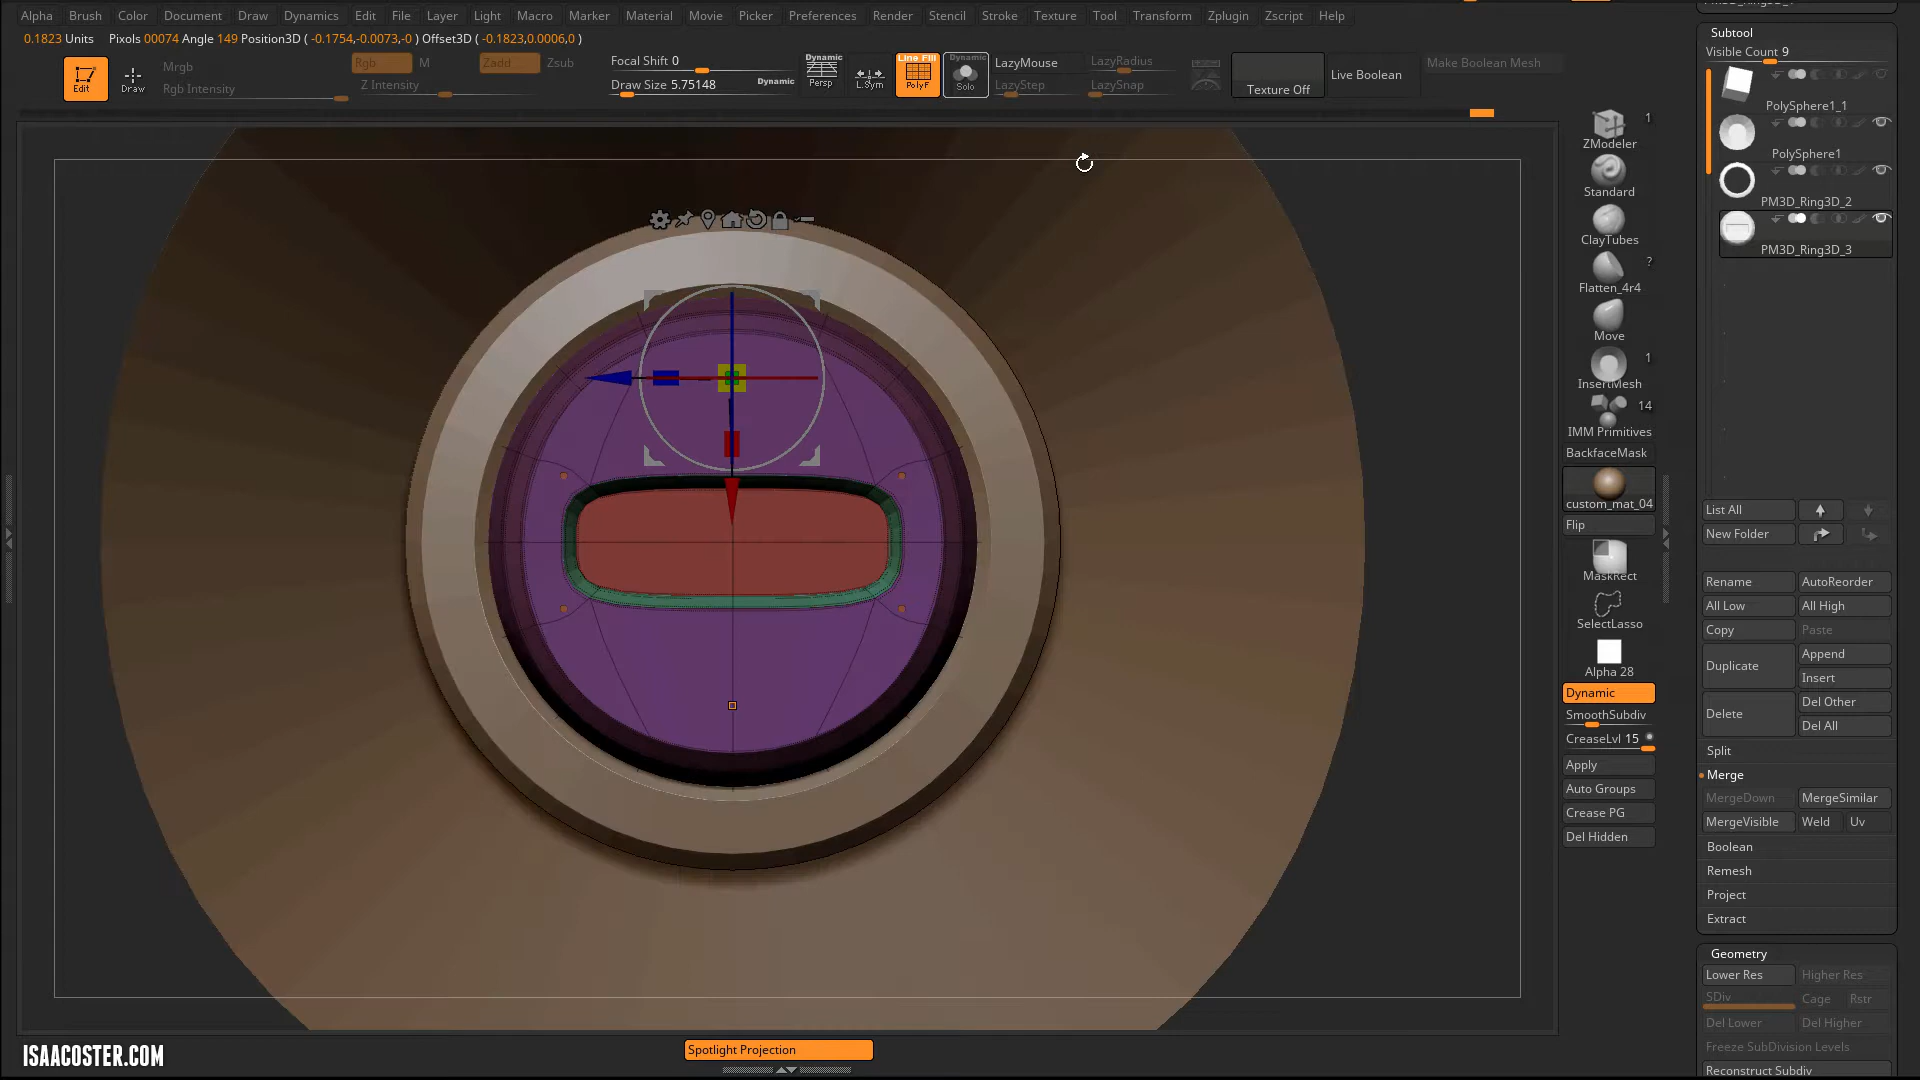 Alpha Brush Color Document Draw Dynamics Edit File Layer Light Macro Marker Material Movie Picker Preferences Render Stencil Stroke Texture Tool Transform Zplugin Zscript Help
0.1823 Units Pixols 00074 Angle 149 Position3D ( -0.1754,-0.0073,-0 ) Offset3D ( -0.1823,0.0006,0 )
Edit
Draw
Mrgb
Rgb Intensity
Rgb
M
Zadd
Zsub
Z Intensity
Focal Shift 0
Draw Size 5.75148
Dynamic
Dynamic
Persp
L.Sym
Line Fill
PolyF
Dynamic
Solo
LazyMouse
LazyStep
LazyRadius
LazySnap
Texture Off
Live Boolean
Make Boolean Mesh
ZModeler
1
Standard
ClayTubes
Flatten_4r4
?
Move
InsertMesh
1
IMM Primitives
14
BackfaceMask
custom_mat_04
Flip
MaskRect
SelectLasso
Alpha 28
Dynamic
SmoothSubdiv
CreaseLvl 15
Apply
Auto Groups
Crease PG
Del Hidden
Subtool
Visible Count 9
PolySphere1_1
PolySphere1
PM3D_Ring3D_2
PM3D_Ring3D_3
List All
New Folder
Rename AutoReorder
All Low All High
Copy Paste
Duplicate Append
Insert
Delete Del Other
Del All
Split
Merge
MergeDown MergeSimilar
MergeVisible Weld Uv
Boolean
Remesh
Project
Extract
Geometry
Lower Res Higher Res
SDiv Cage Rstr
Del Lower Del Higher
Freeze SubDivision Levels
Reconstruct Subdiv
Spotlight Projection
ISAACOSTER.COM